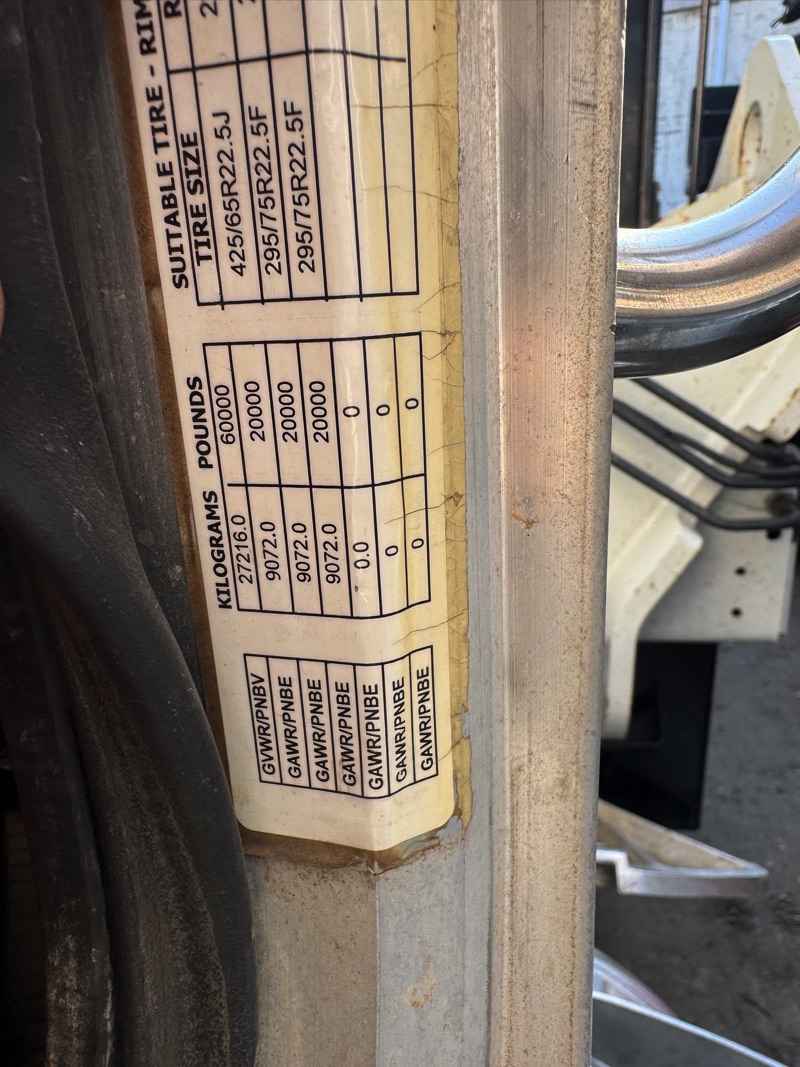 SUITABLE TIRE - RIM
KILOGRAMS POUNDS TIRE SIZE
GVWR/PNBV 27216.0 60000
GAWR/PNBE 9072.0 20000 425/65R22.5J
GAWR/PNBE 9072.0 20000 295/75R22.5F
GAWR/PNBE 9072.0 20000 295/75R22.5F
GAWR/PNBE 0.0 0
GAWR/PNBE 0 0
GAWR/PNBE 0 0